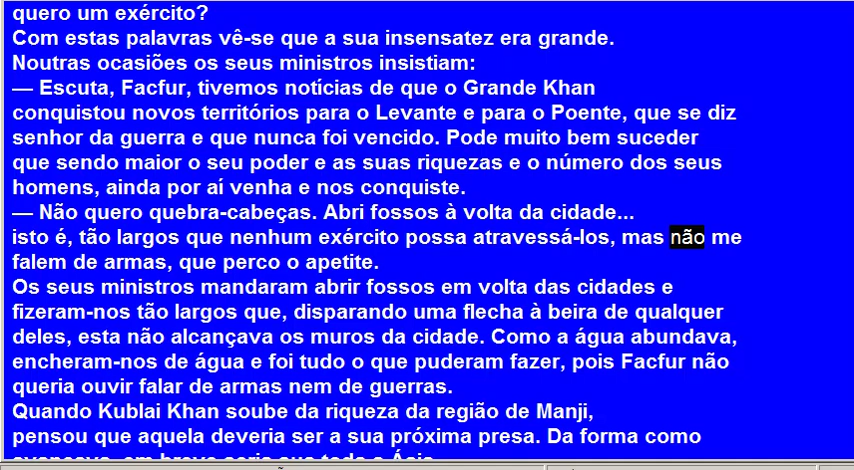 quero um exército?
Com estas palavras vê-se que a sua insensatez era grande.
Noutras ocasiões os seus ministros insistiam:
— Escuta, Facfur, tivemos notícias de que o Grande Khan
conquistou novos territórios para o Levante e para o Poente, que se diz
senhor da guerra e que nunca foi vencido. Pode muito bem suceder
que sendo maior o seu poder e as suas riquezas e o número dos seus
homens, ainda por aí venha e nos conquiste.
— Não quero quebra-cabeças. Abri fossos à volta da cidade...
isto é, tão largos que nenhum exército possa atravessá-los, mas não me
falem de armas, que perco o apetite.
Os seus ministros mandaram abrir fossos em volta das cidades e
fizeram-nos tão largos que, disparando uma flecha à beira de qualquer
deles, esta não alcançava os muros da cidade. Como a água abundava,
encheram-nos de água e foi tudo o que puderam fazer, pois Facfur não
queria ouvir falar de armas nem de guerras.
Quando Kublai Khan soube da riqueza da região de Manji,
pensou que aquela deveria ser a sua próxima presa. Da forma como
avançava, em breve seria sua toda a Ásia